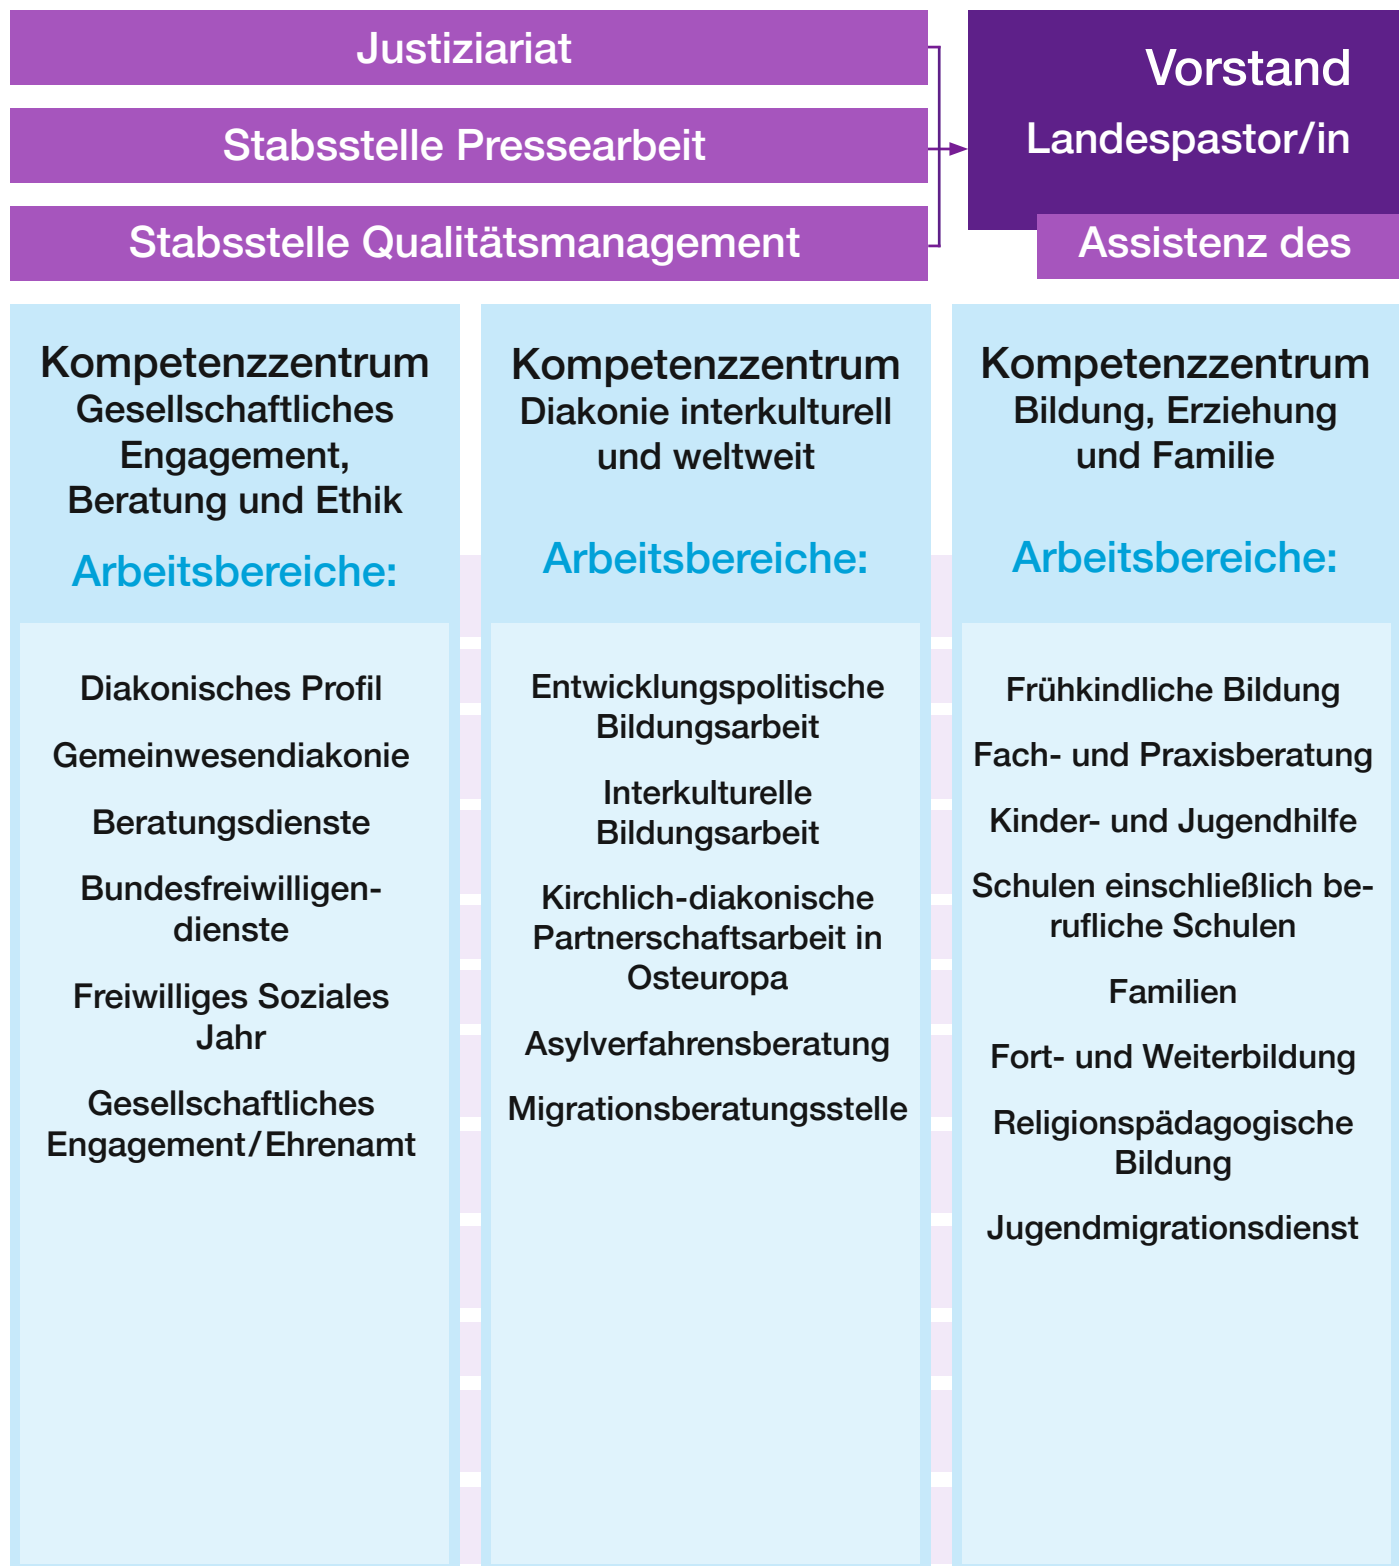 Justiziariat
Stabsstelle Pressearbeit
Stabsstelle Qualitätsmanagement
Vorstand
Landespastor/in
Assistenz des
Kompetenzzentrum
Gesellschaftliches
Engagement,
Beratung und Ethik
Arbeitsbereiche:
Diakonisches Profil
Gemeinwesendiakonie
Beratungsdienste
Bundesfreiwilligen-
dienste
Freiwilliges Soziales
Jahr
Gesellschaftliches
Engagement/Ehrenamt
Kompetenzzentrum
Diakonie interkulturell
und weltweit
Arbeitsbereiche:
Entwicklungspolitische
Bildungsarbeit
Interkulturelle
Bildungsarbeit
Kirchlich-diakonische
Partnerschaftsarbeit in
Osteuropa
Asylverfahrensberatung
Migrationsberatungsstelle
Kompetenzzentrum
Bildung, Erziehung
und Familie
Arbeitsbereiche:
Frühkindliche Bildung
Fach- und Praxisberatung
Kinder- und Jugendhilfe
Schulen einschließlich be-
rufliche Schulen
Familien
Fort- und Weiterbildung
Religionspädagogische
Bildung
Jugendmigrationsdienst